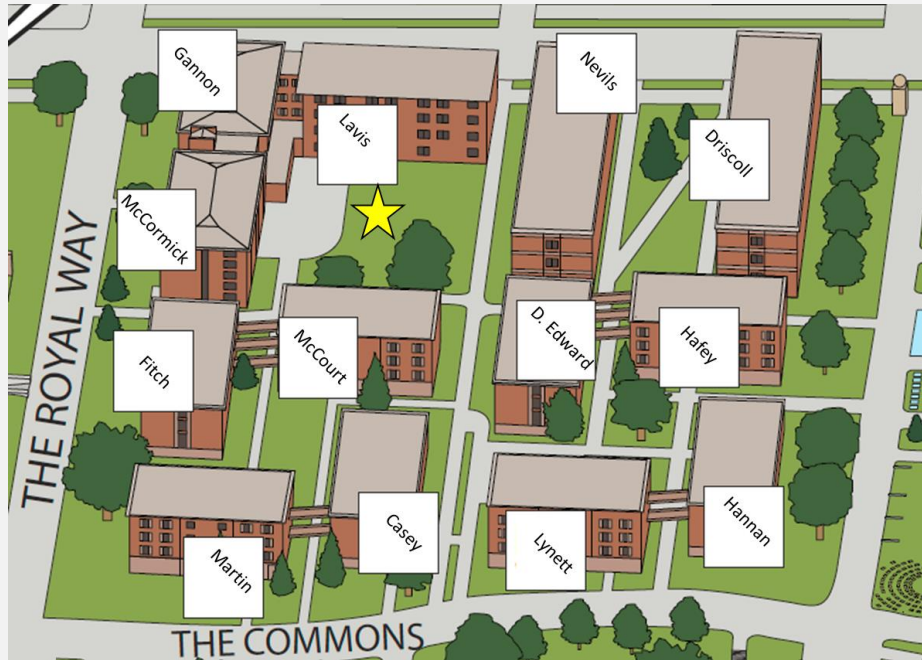 Gannon
Nevils
Lavis
Driscoll
McCormick
THE ROYAL WAY
D. Edward
McCourt
Hafey
Fitch
Casey
Hannan
Lynett
Martin
THE COMMONS